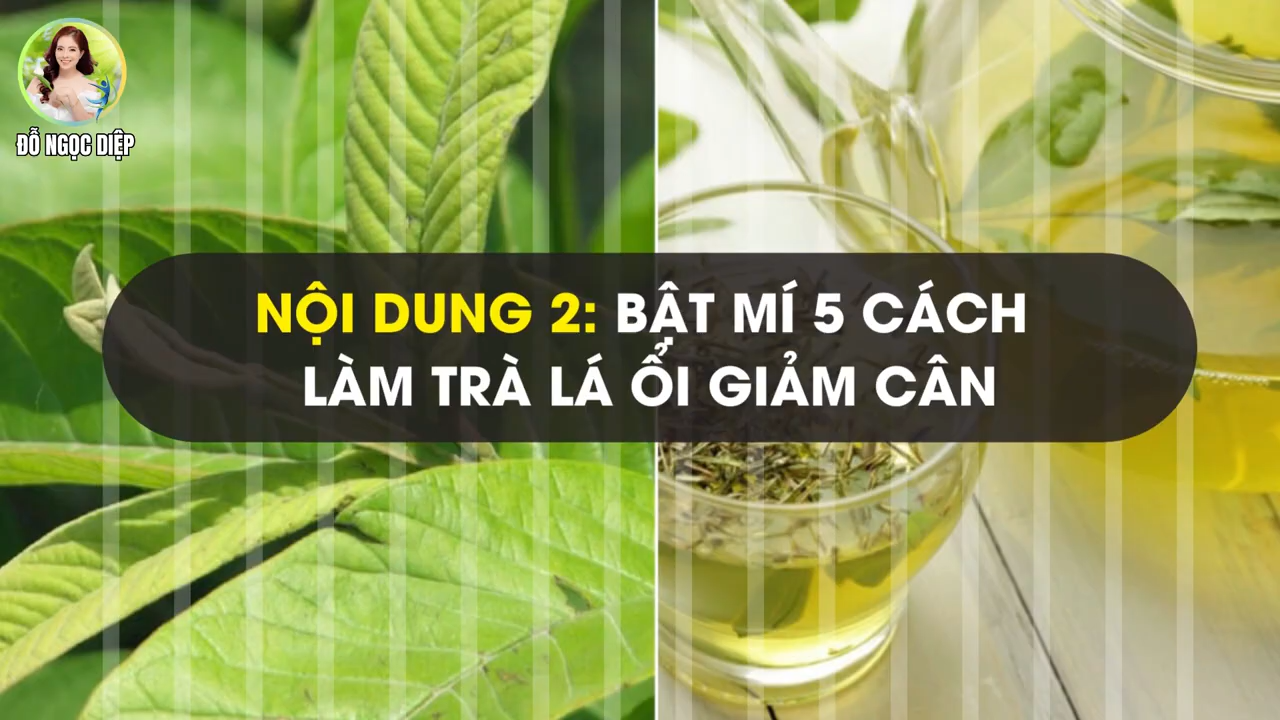 ĐỖ NGỌC DIỆP
NỘI DUNG 2: BẬT MÍ 5 CÁCH
LÀM TRÀ LÁ ỔI GIẢM CÂN